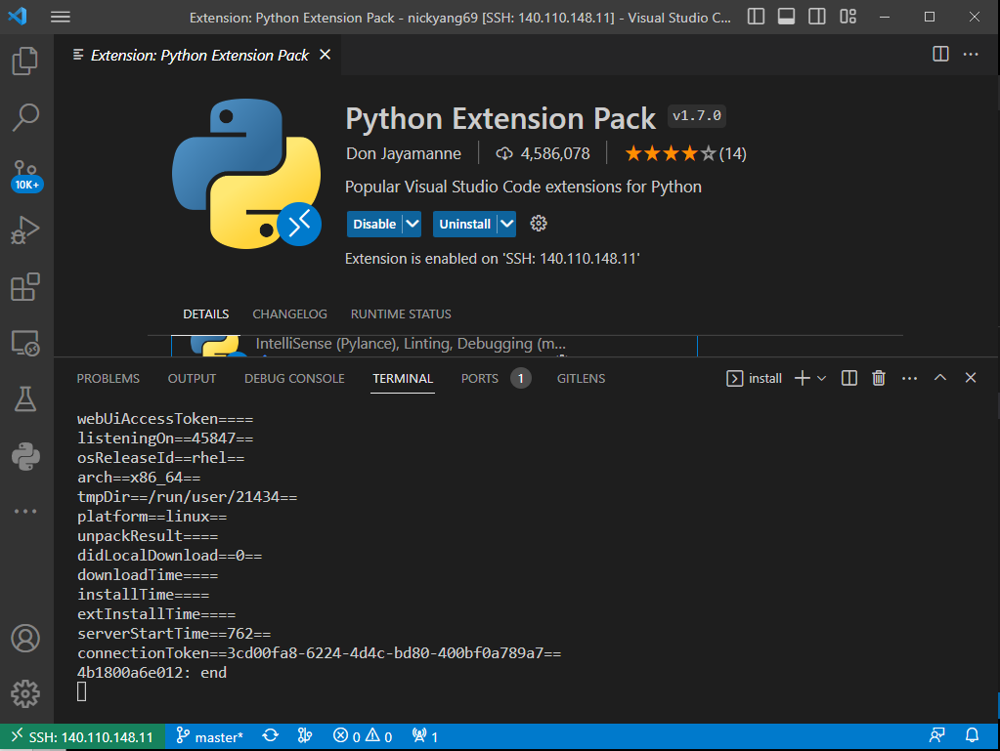 Extension: Python Extension Pack - nickyang69 [SSH: 140.110.148.11] - Visual Studio C...
Extension: Python Extension Pack
Python Extension Pack v1.7.0
Don Jayamanne 4,586,078 (14)
Popular Visual Studio Code extensions for Python
10K+
Disable Uninstall
Extension is enabled on 'SSH: 140.110.148.11'
DETAILS CHANGELOG RUNTIME STATUS
IntelliSense (Pylance), Linting, Debugging (m...
PROBLEMS OUTPUT DEBUG CONSOLE TERMINAL PORTS 1 GITLENS install
webUiAccessToken====
listeningOn==45847==
osReleaseId==rhel==
arch==x86_64==
tmpDir==/run/user/21434==
platform==linux==
unpackResult====
didLocalDownload==0==
downloadTime====
installTime====
extInstallTime====
serverStartTime==762==
connectionToken==3cd00fa8-6224-4d4c-bd80-400bf0a789a7==
4b1800a6e012: end
SSH: 140.110.148.11 master* 0 0 1